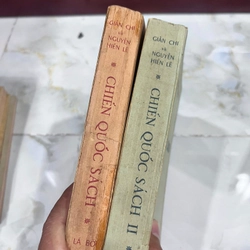 GIẢN CHI
và
NGUYỄN
HIẾN LÊ
CHIẾN QUỐC SÁCH
LÁ BỐI
GIẢN CHI
và
NGUYỄN
HIẾN LÊ
CHIẾN QUỐC SÁCH II